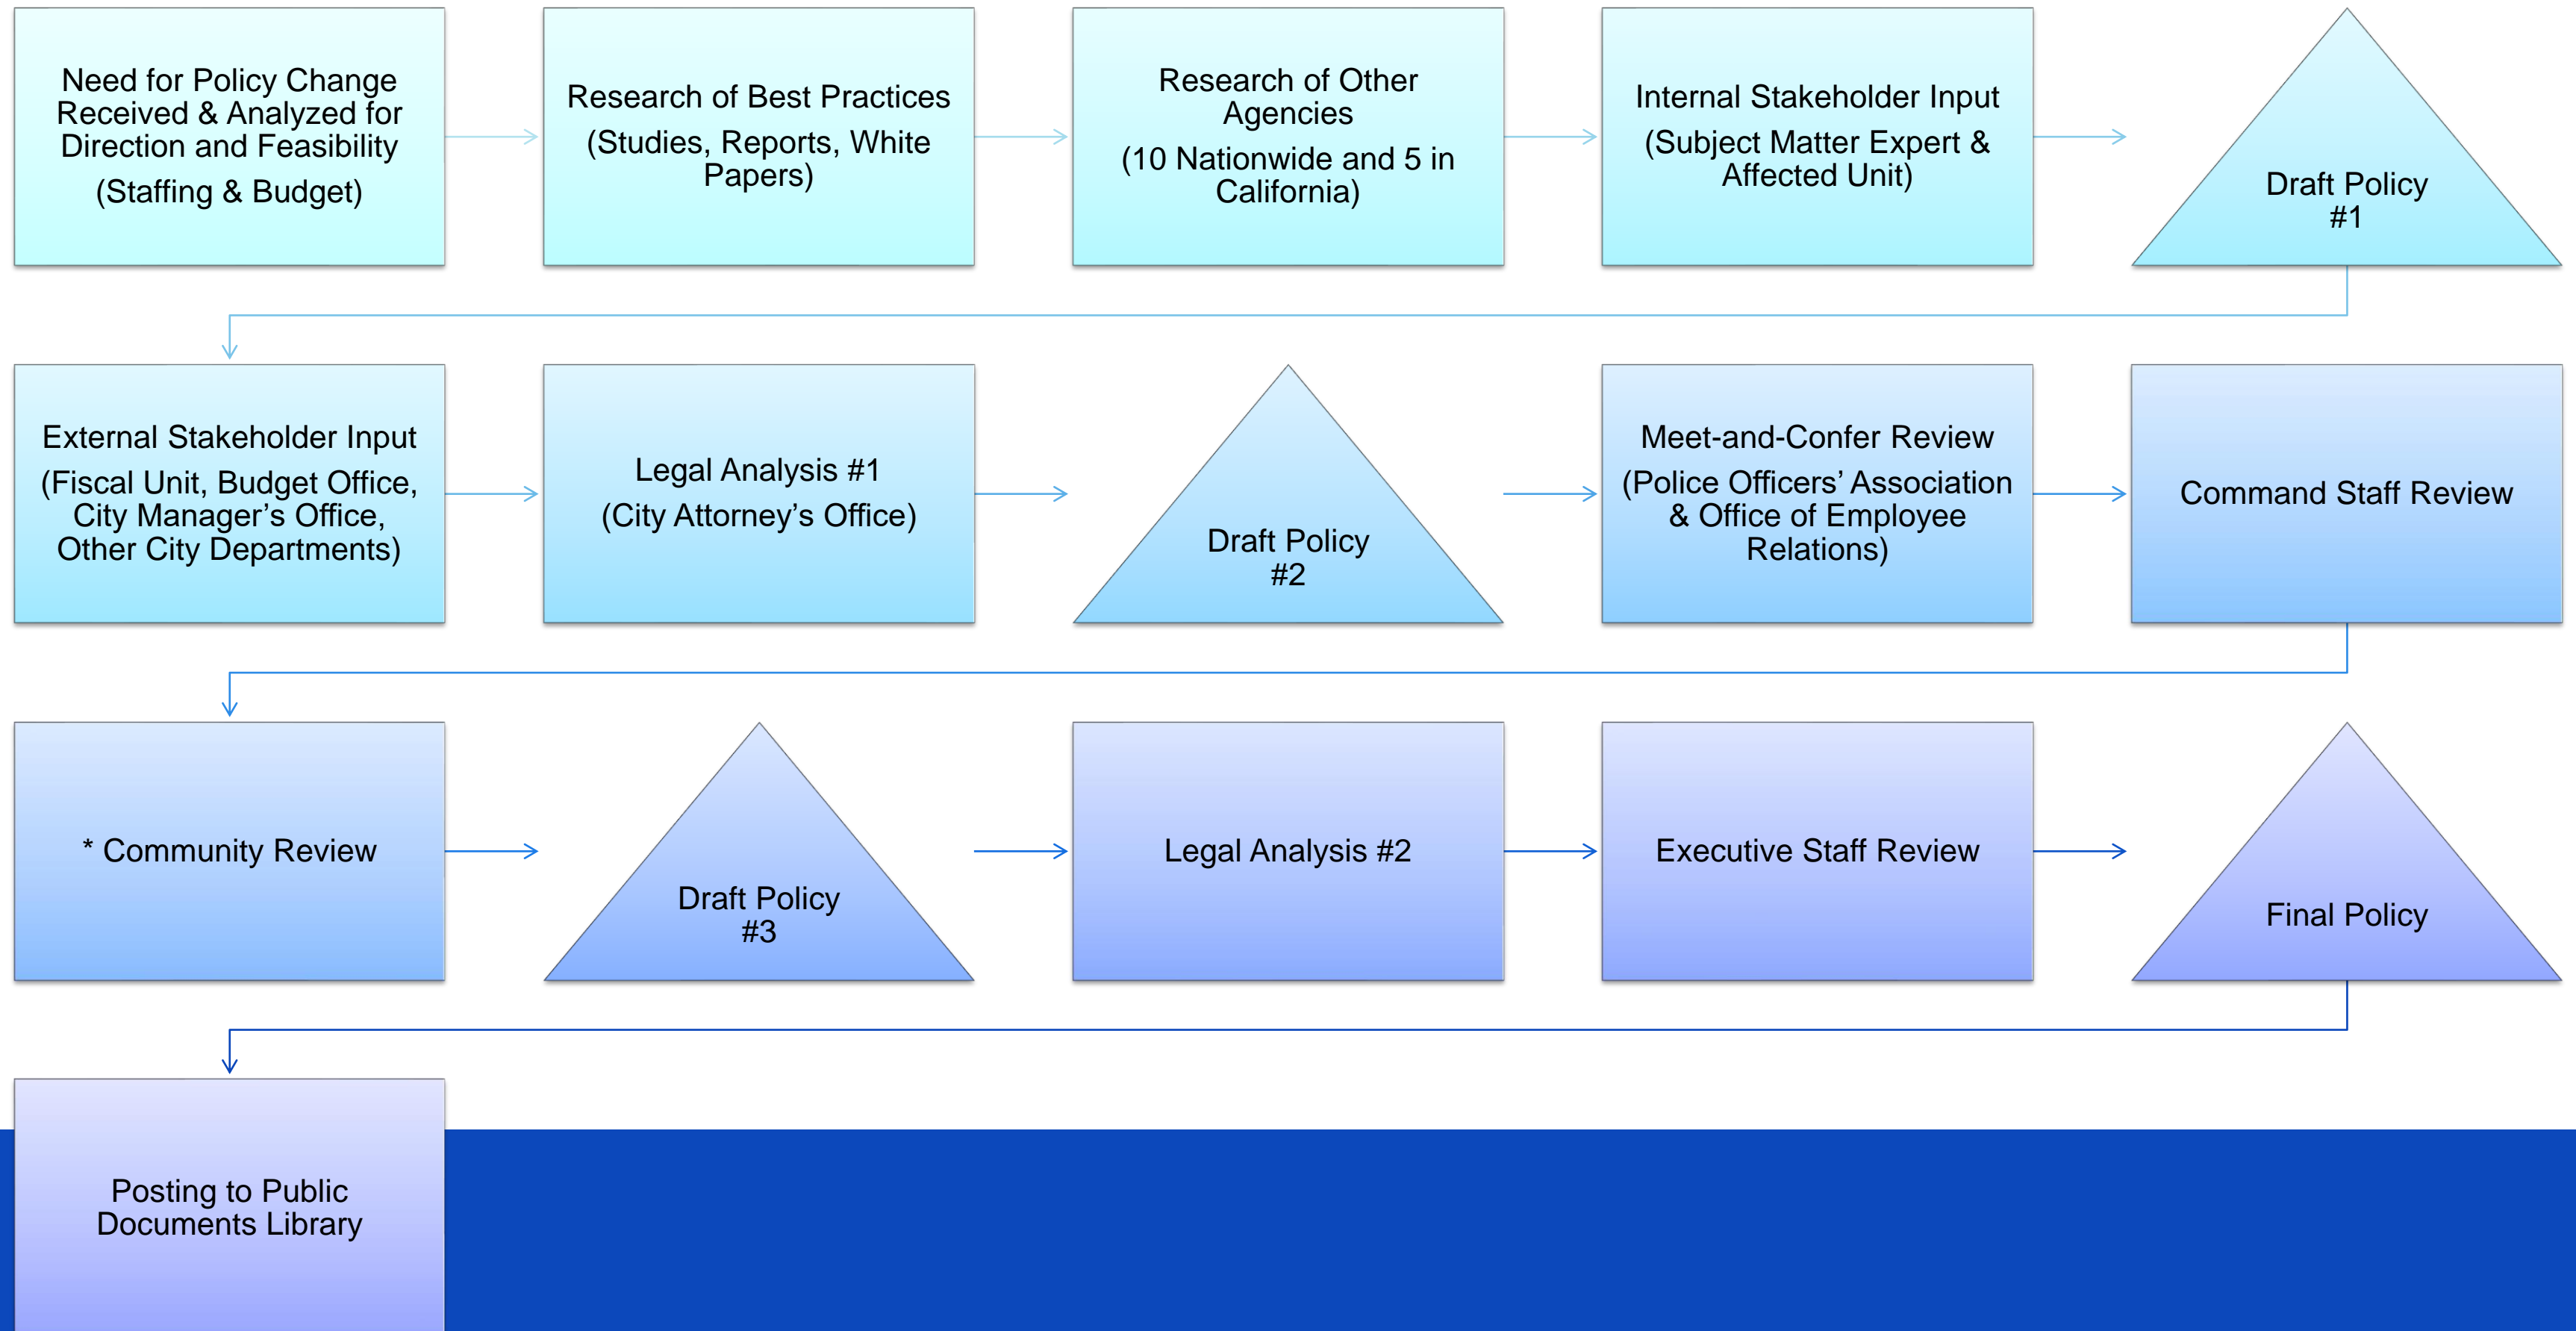 Need for Policy Change
Received & Analyzed for
Direction and Feasibility
(Staffing & Budget)
Research of Best Practices
(Studies, Reports, White
Papers)
Research of Other
Agencies
(10 Nationwide and 5 in
California)
Internal Stakeholder Input
(Subject Matter Expert &
Affected Unit)
Draft Policy
#1
External Stakeholder Input
(Fiscal Unit, Budget Office,
City Manager’s Office,
Other City Departments)
Legal Analysis #1
(City Attorney’s Office)
Draft Policy
#2
Meet-and-Confer Review
(Police Officers’ Association
& Office of Employee
Relations)
Command Staff Review
* Community Review
Draft Policy
#3
Legal Analysis #2
Executive Staff Review
Final Policy
Posting to Public
Documents Library